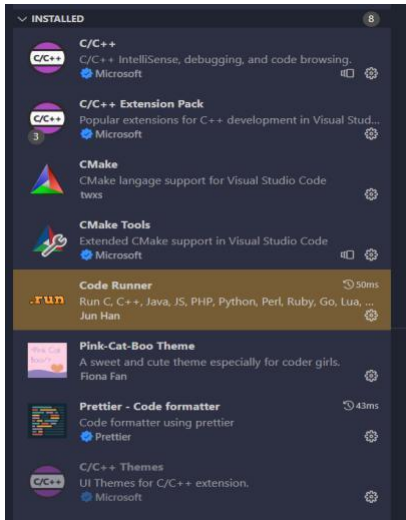 INSTALLED 8
C/C++
C/C++
C/C++ IntelliSense, debugging, and code browsing.
Microsoft
C/C++
3
C/C++ Extension Pack
Popular extensions for C++ development in Visual Stud...
Microsoft
CMake
CMake langage support for Visual Studio Code
twxs
CMake Tools
Extended CMake support in Visual Studio Code
Microsoft
.run
Code Runner 50ms
Run C, C++, Java, JS, PHP, Python, Perl, Ruby, Go, Lua, ...
Jun Han
Pink Cat
Boo!!
Pink-Cat-Boo Theme
A sweet and cute theme especially for coder girls.
Fiona Fan
Prettier - Code formatter 43ms
Code formatter using prettier
Prettier
C/C++
C/C++ Themes
UI Themes for C/C++ extension.
Microsoft